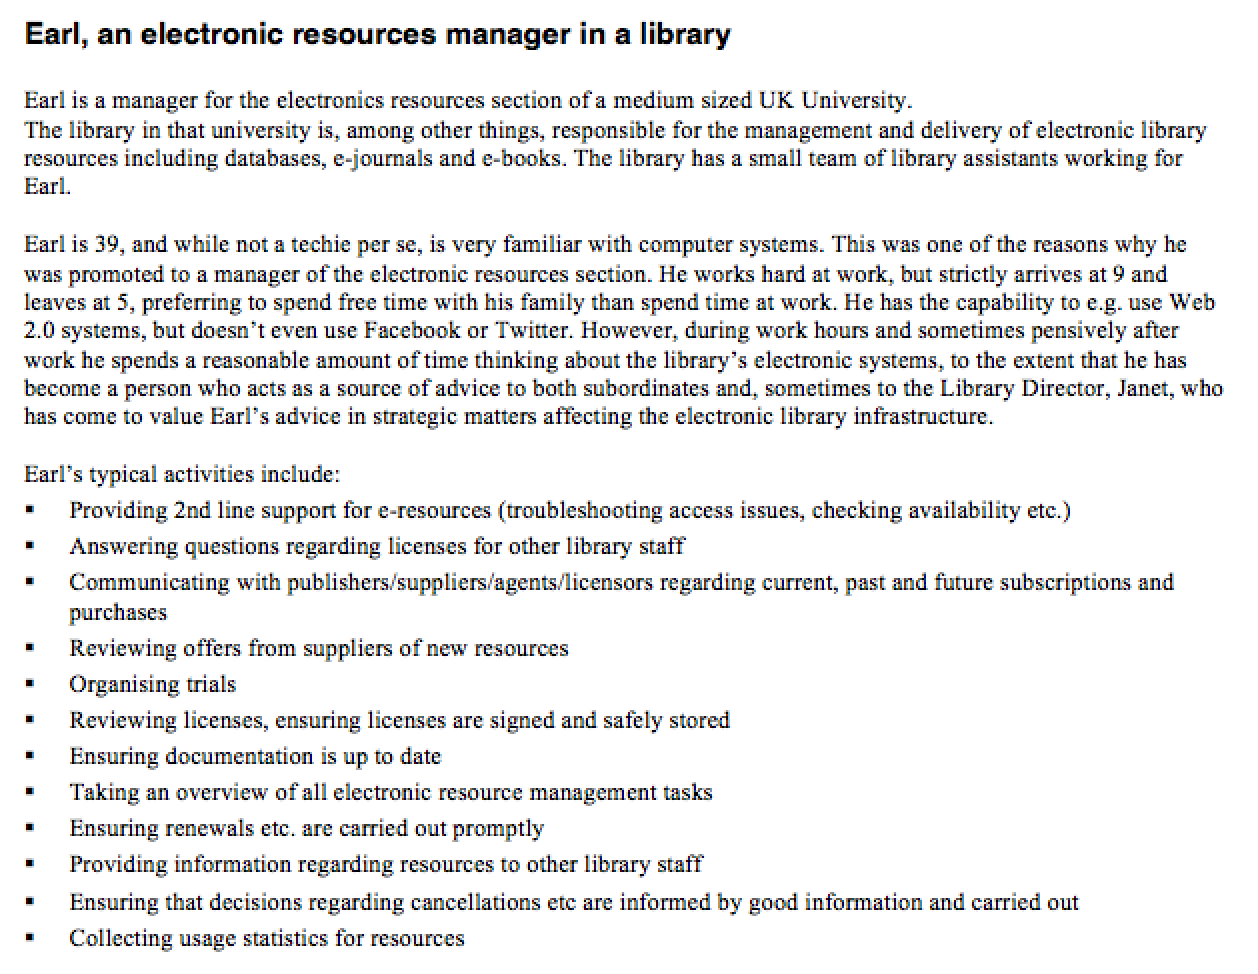 Earl, an electronic resources manager in a library
Earl is a manager for the electronics resources section of a medium sized UK University.
The library in that university is, among other things, responsible for the management and delivery of electronic library
resources including databases, e-journals and e-books. The library has a small team of library assistants working for
Earl.
Earl is 39, and while not a techie per se, is very familiar with computer systems. This was one of the reasons why he
was promoted to a manager of the electronic resources section. He works hard at work, but strictly arrives at 9 and
leaves at 5, preferring to spend free time with his family than spend time at work. He has the capability to e.g. use Web
2.0 systems, but doesn't even use Facebook or Twitter. However, during work hours and sometimes pensively after
work he spends a reasonable amount of time thinking about the library's electronic systems, to the extent that he has
become a person who acts as a source of advice to both subordinates and, sometimes to the Library Director, Janet, who
has come to value Earl's advice in strategic matters affecting the electronic library infrastructure.
Earl's typical activities include:
▪ Providing 2nd line support for e-resources (troubleshooting access issues, checking availability etc.)
▪ Answering questions regarding licenses for other library staff
▪ Communicating with publishers/suppliers/agents/licensors regarding current, past and future subscriptions and
purchases
▪ Reviewing offers from suppliers of new resources
▪ Organising trials
▪ Reviewing licenses, ensuring licenses are signed and safely stored
▪ Ensuring documentation is up to date
▪ Taking an overview of all electronic resource management tasks
▪ Ensuring renewals etc. are carried out promptly
▪ Providing information regarding resources to other library staff
▪ Ensuring that decisions regarding cancellations etc are informed by good information and carried out
▪ Collecting usage statistics for resources